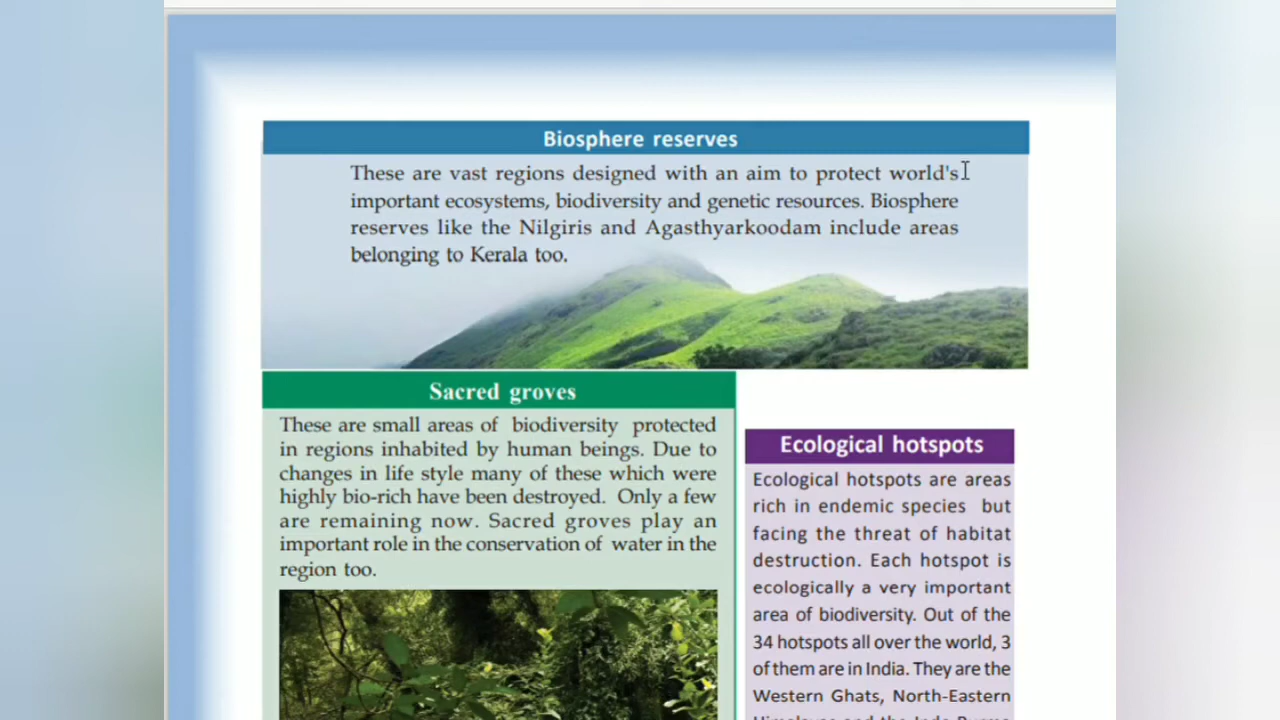 Biosphere reserves
These are vast regions designed with an aim to protect world's
important ecosystems, biodiversity and genetic resources. Biosphere
reserves like the Nilgiris and Agasthyarkoodam include areas
belonging to Kerala too.
Sacred groves
These are small areas of biodiversity protected
in regions inhabited by human beings. Due to
changes in life style many of these which were
highly bio-rich have been destroyed. Only a few
are remaining now. Sacred groves play an
important role in the conservation of water in the
region too.
Ecological hotspots
Ecological hotspots are areas
rich in endemic species but
facing the threat of habitat
destruction. Each hotspot is
ecologically a very important
area of biodiversity. Out of the
34 hotspots all over the world, 3
of them are in India. They are the
Western Ghats, North-Eastern